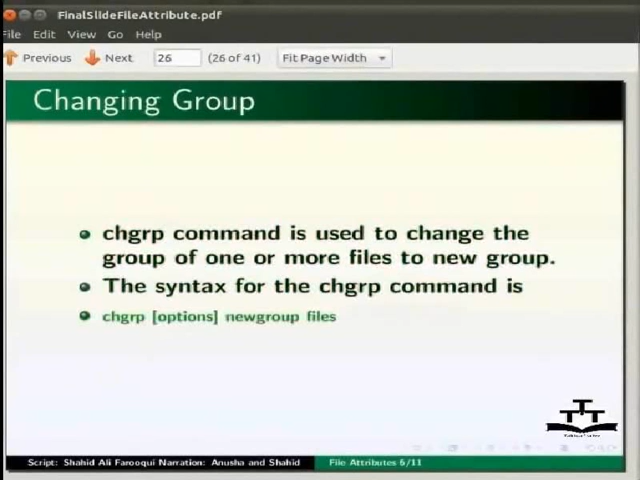 FinalSlideFileAttribute.pdf
File Edit View Go Help
Previous Next 26 (26 of 41) Fit Page Width
Changing Group
chgrp command is used to change the
group of one or more files to new group.
The syntax for the chgrp command is
chgrp [options] newgroup files
Script: Shahid Ali Farooqui Narration: Anusha and Shahid File Attributes 6/11